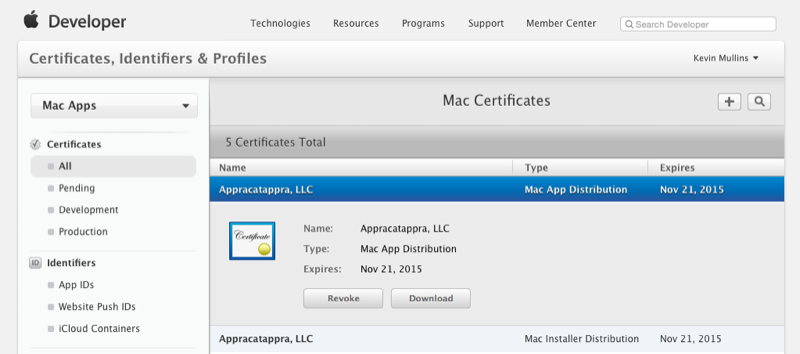 Developer
Technologies Resources Programs Support Member Center Search Developer
Certificates, Identifiers & Profiles Kevin Mullins
Mac Apps
Certificates
All
Pending
Development
Production
ID Identifiers
App IDs
Website Push IDs
iCloud Containers
Mac Certificates
5 Certificates Total
Name Type Expires
Appracatappra, LLC Mac App Distribution Nov 21, 2015
Certificate
Name: Appracatappra, LLC
Type: Mac App Distribution
Expires: Nov 21, 2015
Revoke Download
Appracatappra, LLC Mac Installer Distribution Nov 21, 2015